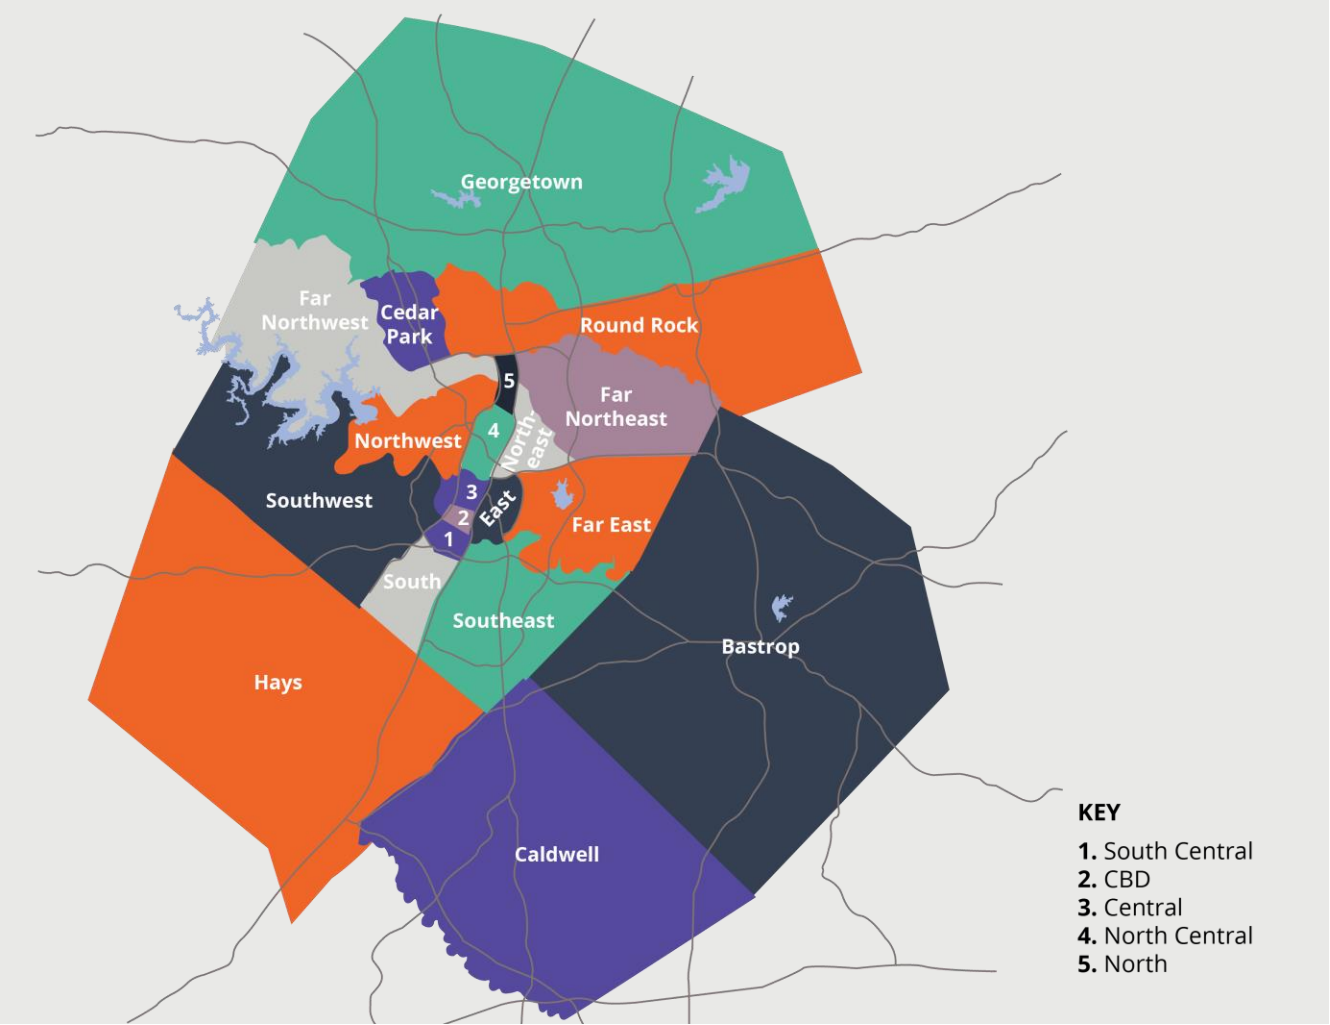 Georgetown
Far
Northwest
Cedar
Park
Round Rock
5
Far
Northeast
4
North-
east
Northwest
3
Southwest
East
2
Far East
1
South
Southeast
Bastrop
Hays
Caldwell
KEY
1. South Central
2. CBD
3. Central
4. North Central
5. North